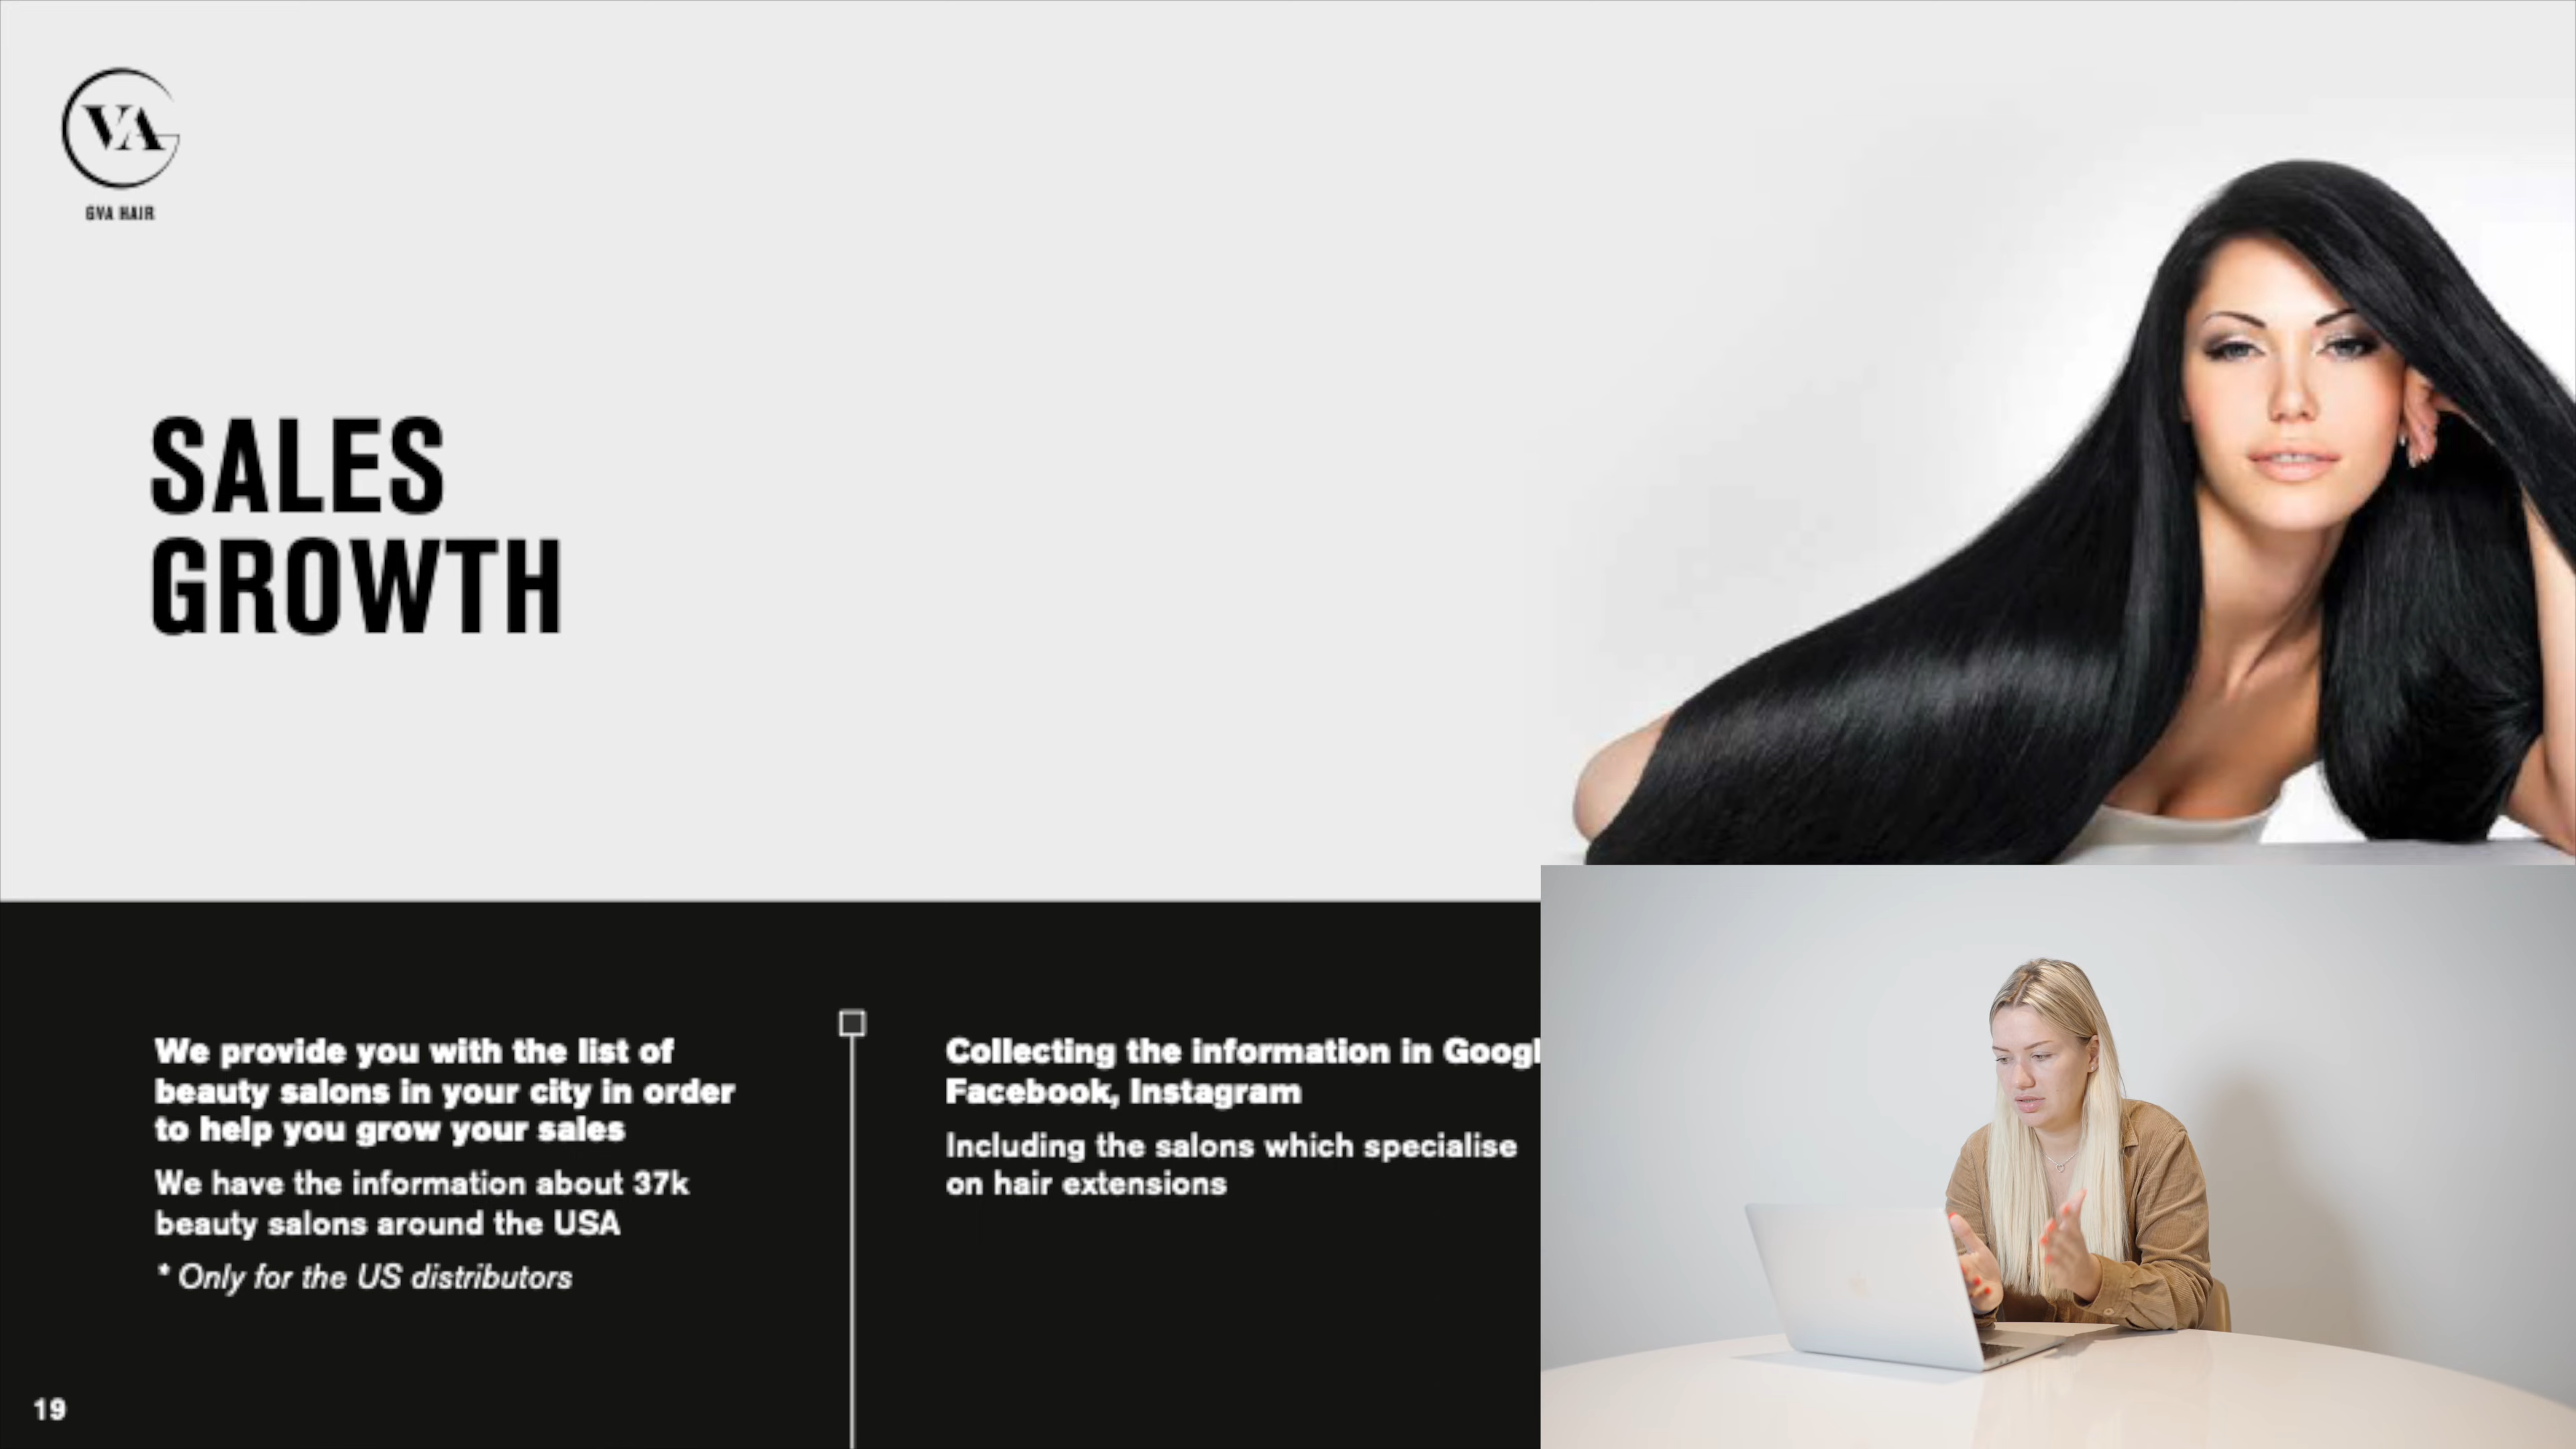 VA
GVA HAIR
SALES
GROWTH
We provide you with the list of
beauty salons in your city in order
to help you grow your sales
We have the information about 37k
beauty salons around the USA
* Only for the US distributors
Collecting the information in Googl
Facebook, Instagram
Including the salons which specialise
on hair extensions
19